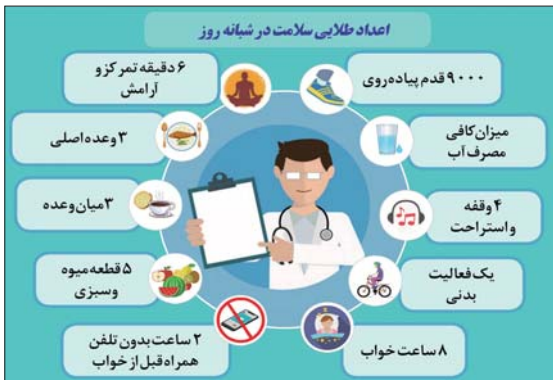 اعداد طلایی سلامت در شبانه روز
۹۰۰۰ قدم پیاده‌روی
میزان کافی
مصرف آب
۴ وقفه
و استراحت
یک فعالیت
بدنی
۸ ساعت خواب
۶ دقیقه تمرکز و
آرامش
۳ وعده اصلی
۳ میان وعده
۵ قطعه میوه
و سبزی
۲ ساعت بدون تلفن
همراه قبل از خواب